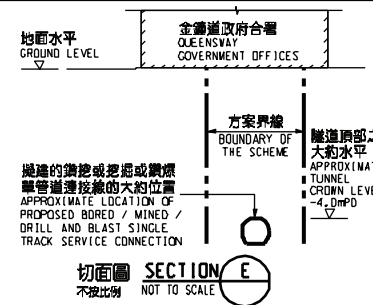 金鐘道政府合署
QUEENSWAY
GOVERNMENT OFFICES
地面水平
GROUND LEVEL
方案界線
BOUNDARY OF
THE SCHEME
隧道頂部之
大約水平
APPROXIMAT
TUNNEL
CROWN LEVE
-4.0mPD
擬建的鑽挖或挖掘或鑽爆
單管道連接線的大約位置
APPROXIMATE LOCATION OF
PROPOSED BORED / MINED /
DRILL AND BLAST SINGLE
TRACK SERVICE CONNECTION
切面圖 SECTION E
不按比例 NOT TO SCALE